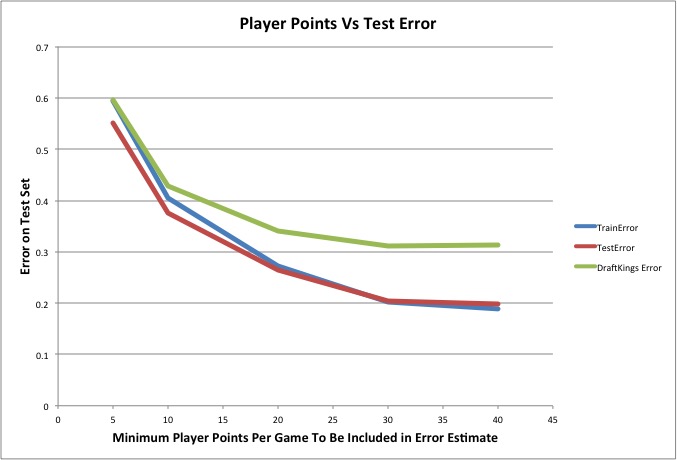 Player Points Vs Test Error
0.7
0.6
0.5
0.4
0.3
0.2
0.1
0
Error on Test Set
0 5 10 15 20 25 30 35 40 45
Minimum Player Points Per Game To Be Included in Error Estimate
TrainError
TestError
DraftKings Error